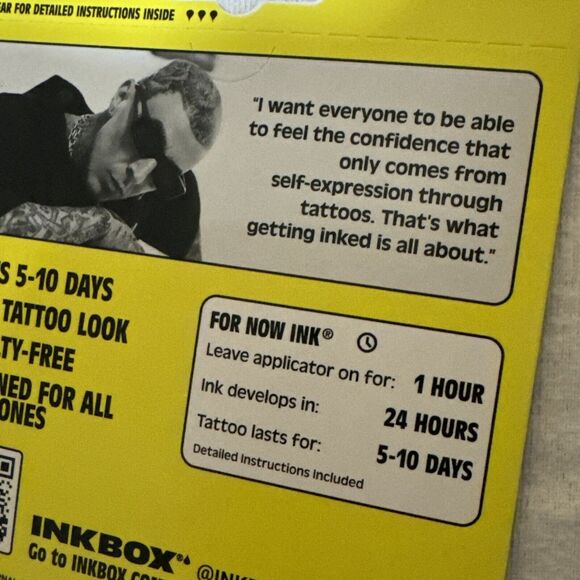 EAR FOR DETAILED INSTRUCTIONS INSIDE
"I want everyone to be able
to feel the confidence that
only comes from
self-expression through
tattoos. That's what
getting inked is all about."
S 5-10 DAYS
TATTOO LOOK
LTY-FREE
NED FOR ALL
ONES
FOR NOW INK®
Leave applicator on for: 1 HOUR
Ink develops in: 24 HOURS
Tattoo lasts for: 5-10 DAYS
Detailed Instructions Included
INKBOX®
Go to INKBOX.COM
@INK